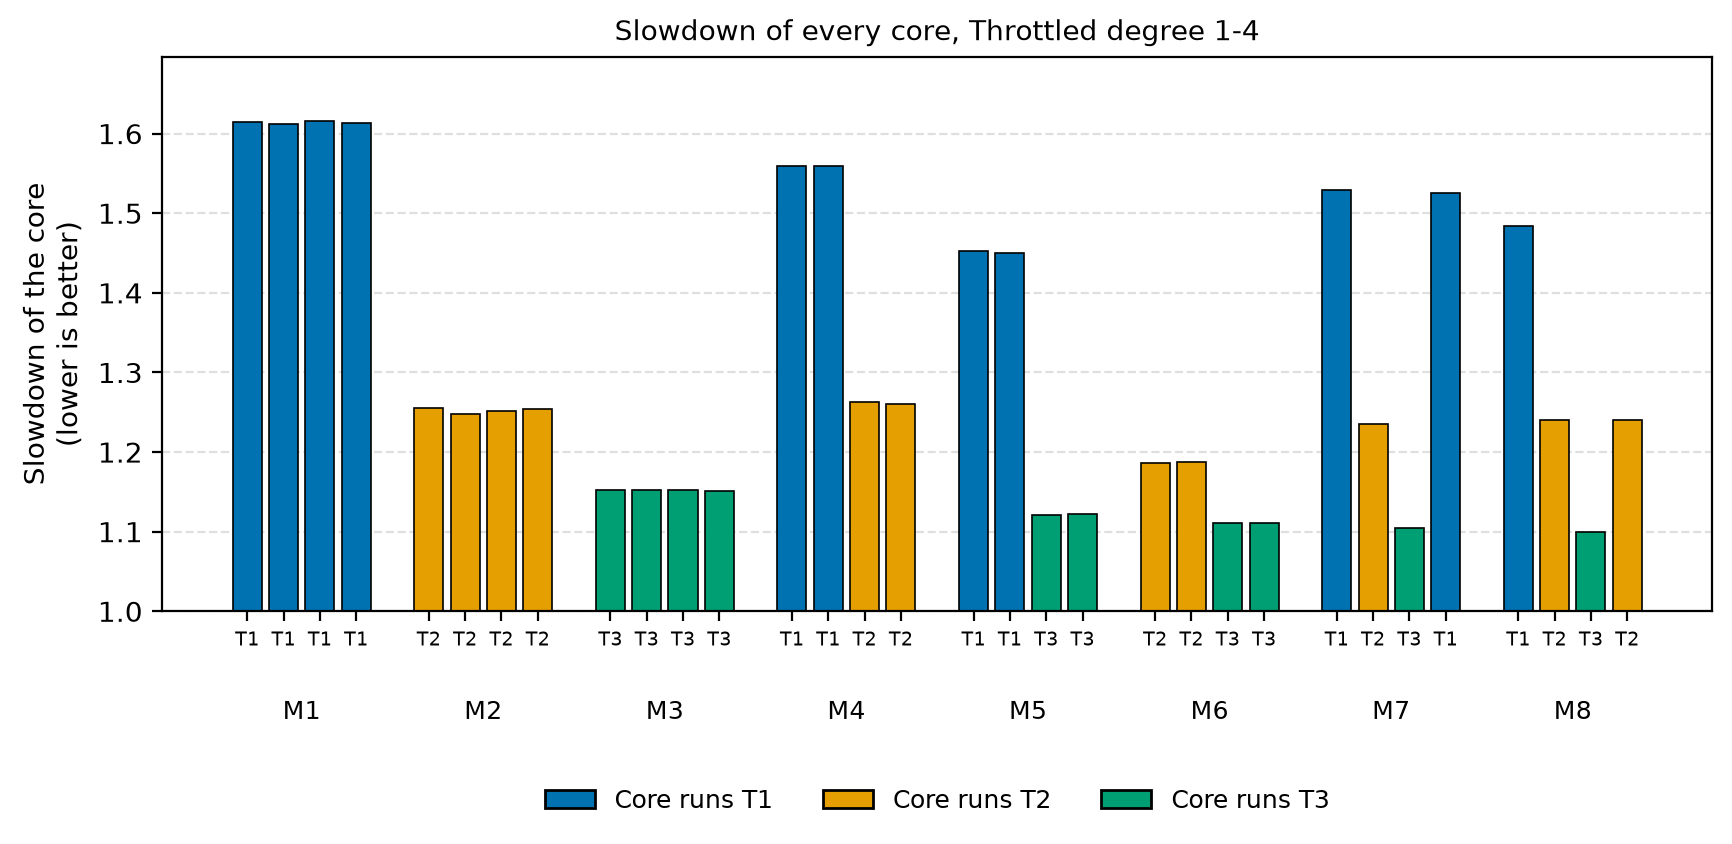 Slowdown of every core, Throttled degree 1-4
Slowdown of the core
(lower is better)
1.6
1.5
1.4
1.3
1.2
1.1
1.0
T1 T1 T1 T1 T2 T2 T2 T2 T3 T3 T3 T3 T1 T1 T2 T2 T1 T1 T3 T3 T2 T2 T3 T3 T1 T2 T3 T1 T1 T2 T3 T2
M1 M2 M3 M4 M5 M6 M7 M8
Core runs T1 Core runs T2 Core runs T3